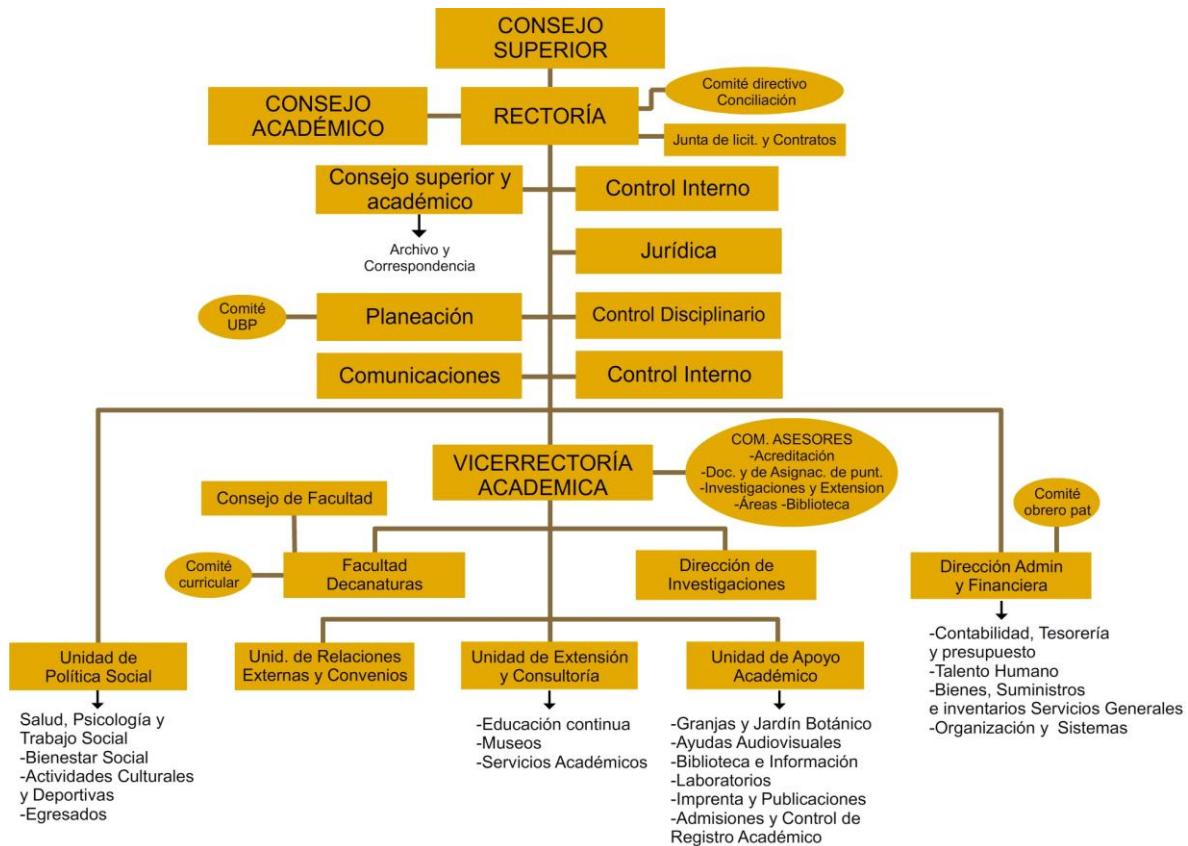 CONSEJO
SUPERIOR
Comité directivo
Conciliación
CONSEJO
ACADÉMICO
RECTORÍA
Junta de licit. y Contratos
Consejo superior y
académico
Control Interno
Archivo y
Correspondencia
Jurídica
Comité
UBP
Planeación
Control Disciplinario
Comunicaciones
Control Interno
VICERRECTORÍA
ACADEMICA
COM. ASESORES
-Acreditación
-Doc. y de Asignac. de punt.
-Investigaciones y Extension
-Áreas -Biblioteca
Consejo de Facultad
Comité
obrero pat
Comité
curricular
Facultad
Decanaturas
Dirección de
Investigaciones
Dirección Admin
y Financiera
-Contabilidad, Tesorería
y presupuesto
-Talento Humano
-Bienes, Suministros
e inventarios Servicios Generales
-Organización y Sistemas
Unidad de
Política Social
Unid. de Relaciones
Externas y Convenios
Unidad de Extensión
y Consultoría
Unidad de Apoyo
Académico
Salud, Psicología y
Trabajo Social
-Bienestar Social
-Actividades Culturales
y Deportivas
-Egresados
-Educación continua
-Museos
-Servicios Académicos
-Granjas y Jardín Botánico
-Ayudas Audiovisuales
-Biblioteca e Información
-Laboratorios
-Imprenta y Publicaciones
-Admisiones y Control de
Registro Académico